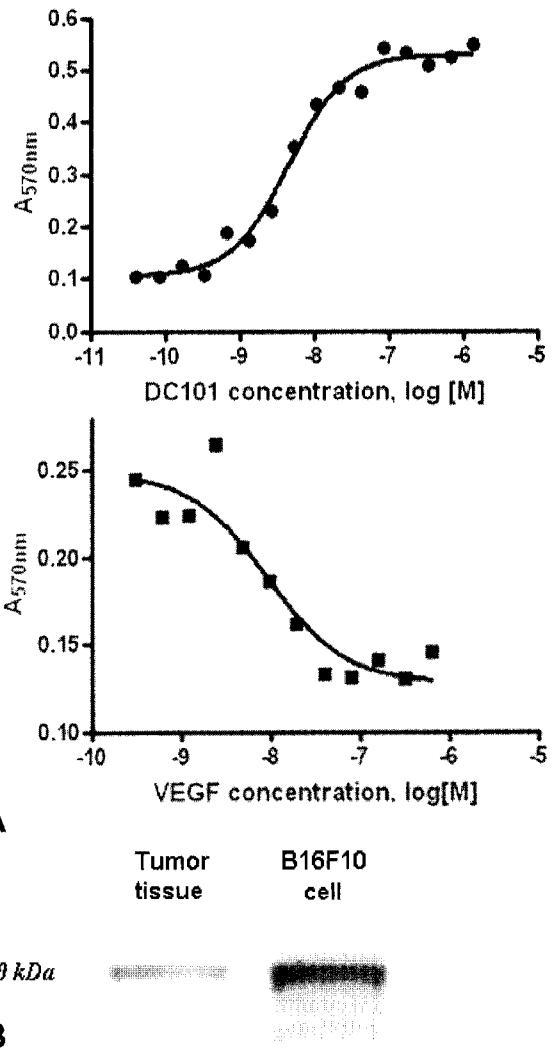 0.6
0.5
0.4
0.3
0.2
0.1
0.0
A570nm
-11 -10 -9 -8 -7 -6 -5
DC101 concentration, log [M]
0.25
0.20
0.15
0.10
A570nm
-10 -9 -8 -7 -6 -5
VEGF concentration, log[M]
Tumor
tissue
B16F10
cell
kDa